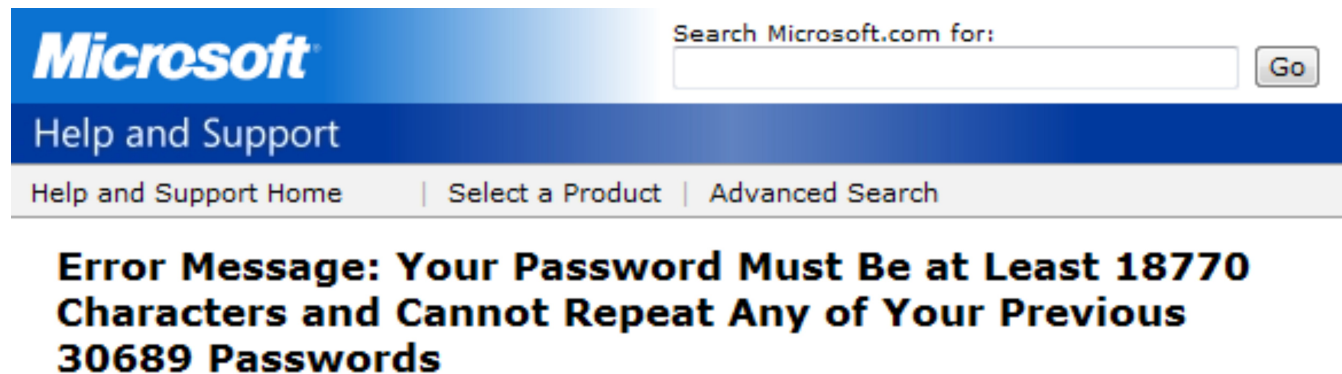 Microsoft®
Search Microsoft.com for:
Go
Help and Support
Help and Support Home | Select a Product | Advanced Search
Error Message: Your Password Must Be at Least 18770
Characters and Cannot Repeat Any of Your Previous
30689 Passwords